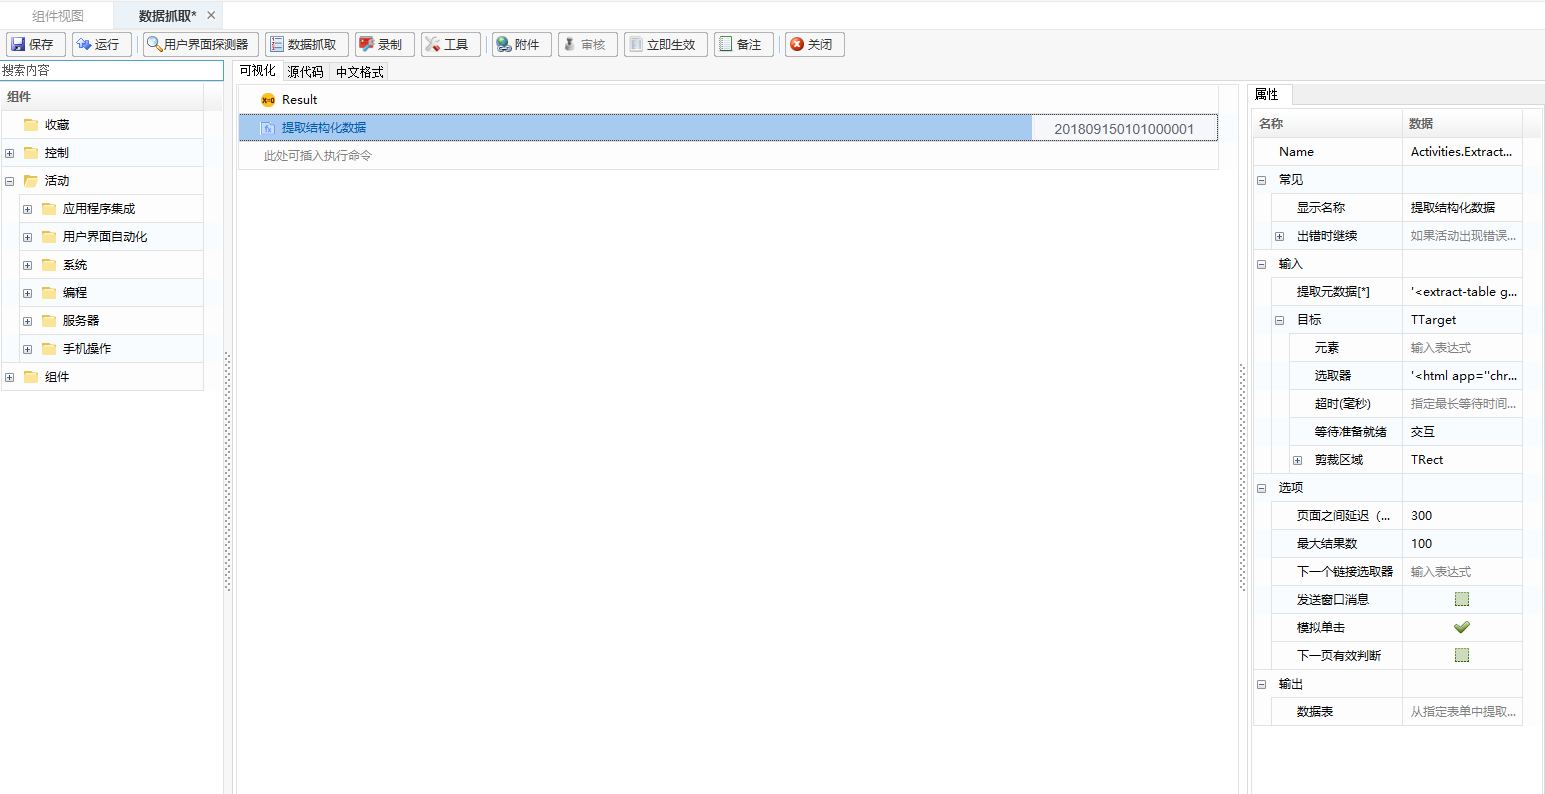 组件视图
数据抓取*
保存 运行 用户界面探测器 数据抓取 录制 工具 附件 审核 立即生效 备注 关闭
搜索内容
组件
收藏
控制
活动
应用程序集成
用户界面自动化
系统
编程
服务器
手机操作
组件
可视化 源代码 中文格式
X=0 Result
提取结构化数据 201809150101000001
此处可插入执行命令
属性
名称 数据
Name Activities.Extract...
常见
显示名称 提取结构化数据
出错时继续 如果活动出现错误...
输入
提取元数据[*] '<extract-table g...
目标 TTarget
元素 输入表达式
选取器 '<html app="chr...
超时(毫秒) 指定最长等待时间...
等待准备就绪 交互
剪裁区域 TRect
选项
页面之间延迟（... 300
最大结果数 100
下一个链接选取器 输入表达式
发送窗口消息
模拟单击
下一页有效判断
输出
数据表 从指定表单中提取...